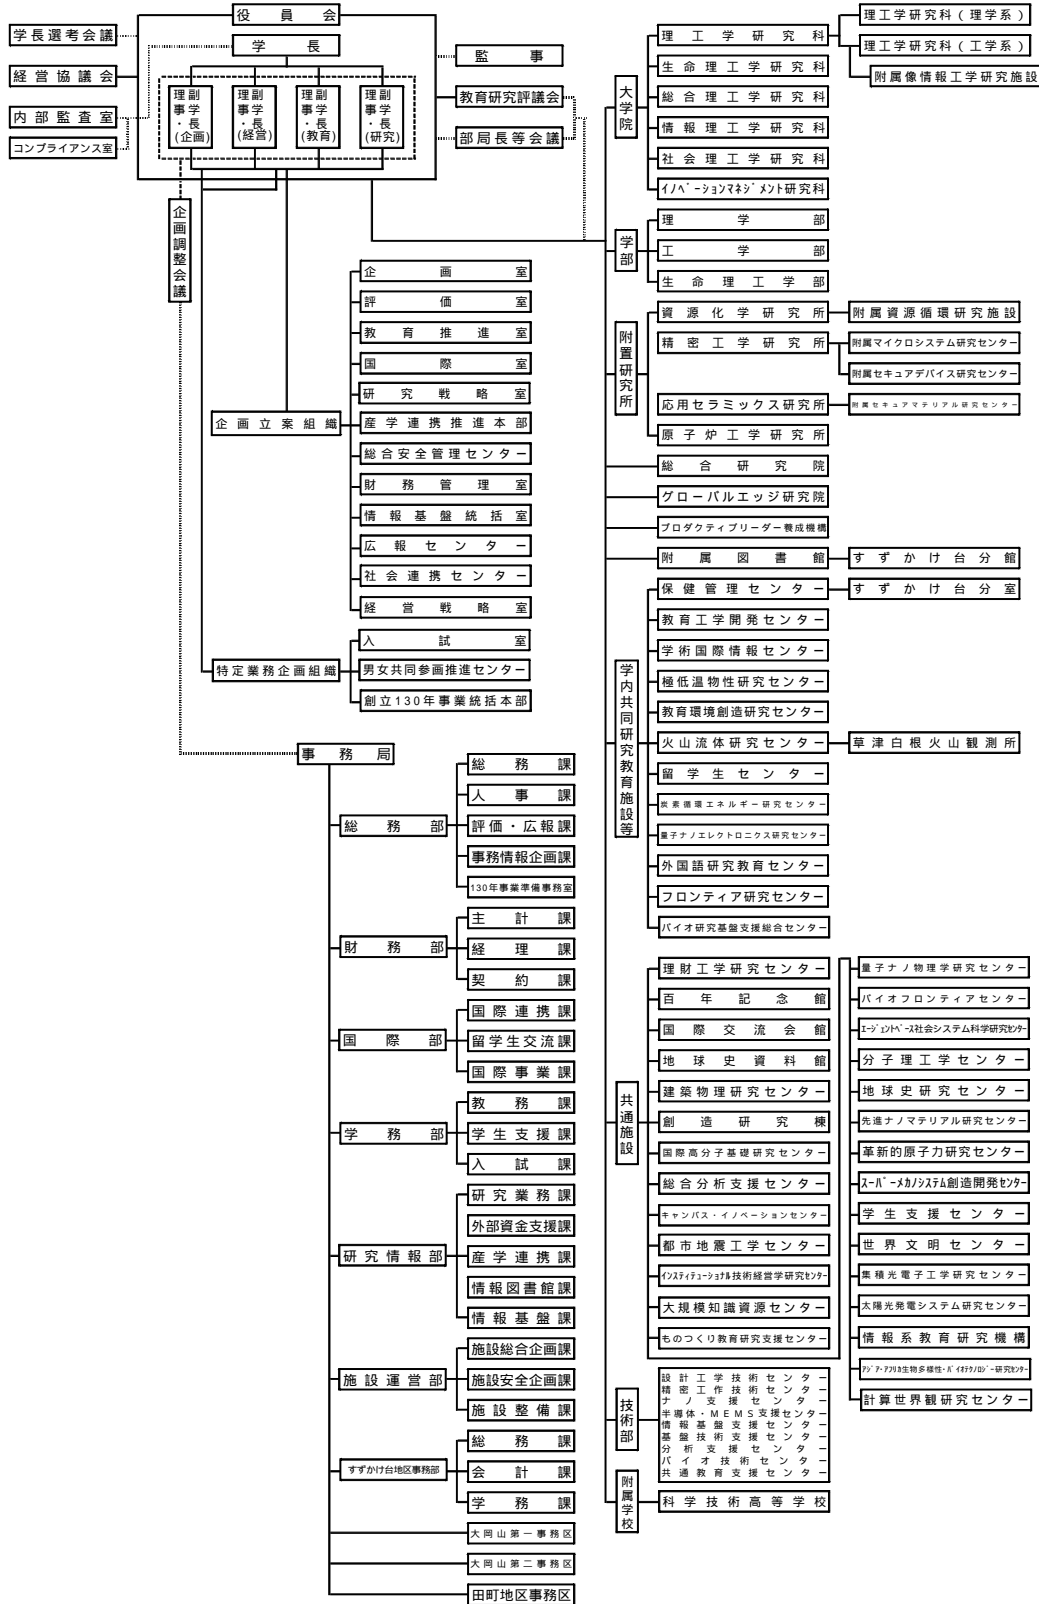 役員会
学長選考会議
学長
経営協議会
監事
内部監査室
教育研究評議会
コンプライアンス室
部局長等会議
理事・副学長(企画)
理事・副学長(経営)
理事・副学長(教育)
理事・副学長(研究)
企画調整会議
企画立案組織
企画室
評価室
教育推進室
国際室
研究戦略室
産学連携推進本部
総合安全管理センター
財務管理室
情報基盤統括室
広報センター
社会連携センター
経営戦略室
特定業務企画組織
入試室
男女共同参画推進センター
創立130年事業統括本部
事務局
総務部
総務課
人事課
評価・広報課
事務情報企画課
130年事業準備事務室
財務部
主計課
経理課
契約課
国際部
国際連携課
留学生交流課
国際事業課
学務部
教務課
学生支援課
入試課
研究情報部
研究業務課
外部資金支援課
産学連携課
情報図書館課
情報基盤課
施設運営部
施設総合企画課
施設安全企画課
施設整備課
すずかけ台地区事務部
総務課
会計課
学務課
大岡山第一事務区
大岡山第二事務区
田町地区事務区
大学院
理工学研究科
理工学研究科(理学系)
理工学研究科(工学系)
附属像情報工学研究施設
生命理工学研究科
総合理工学研究科
情報理工学研究科
社会理工学研究科
イノベーションマネジメント研究科
学部
理学部
工学部
生命理工学部
附置研究所
資源化学研究所
附属資源循環研究施設
精密工学研究所
附属マイクロシステム研究センター
附属セキュアデバイス研究センター
応用セラミックス研究所
附属セキュアマテリアル研究センター
原子炉工学研究所
総合研究院
グローバルエッジ研究院
プロダクティブリーダー養成機構
附属図書館
すずかけ台分館
学内共同研究教育施設等
保健管理センター
すずかけ台分室
教育工学開発センター
学術国際情報センター
極低温物性研究センター
教育環境創造研究センター
火山流体研究センター
草津白根火山観測所
留学生センター
炭素循環エネルギー研究センター
量子ナノエレクトロニクス研究センター
外国語研究教育センター
フロンティア研究センター
バイオ研究基盤支援総合センター
共通施設
理財工学研究センター
百年記念館
国際交流会館
地球史資料館
建築物理研究センター
創造研究棟
国際高分子基礎研究センター
総合分析支援センター
キャンパス・イノベーションセンター
都市地震工学センター
インスティテューショナル技術経営学研究センター
大規模知識資源センター
ものつくり教育研究支援センター
量子ナノ物理学研究センター
バイオフロンティアセンター
エージェントベース社会システム科学研究センター
分子理工学センター
地球史研究センター
先進ナノマテリアル研究センター
革新的原子力研究センター
スーパーメカノシステム創造開発センター
学生支援センター
世界文明センター
集積光電子工学研究センター
太陽光発電システム研究センター
情報系教育研究機構
アジア・アフリカ生物多様性・バイオテクノロジー研究センター
計算世界観研究センター
技術部
設計工学技術センター
精密工作技術センター
ナノ支援センター
半導体・MEMS支援センター
情報基盤支援センター
基盤技術支援センター
分析支援センター
バイオ技術センター
共通教育支援センター
附属学校
科学技術高等学校